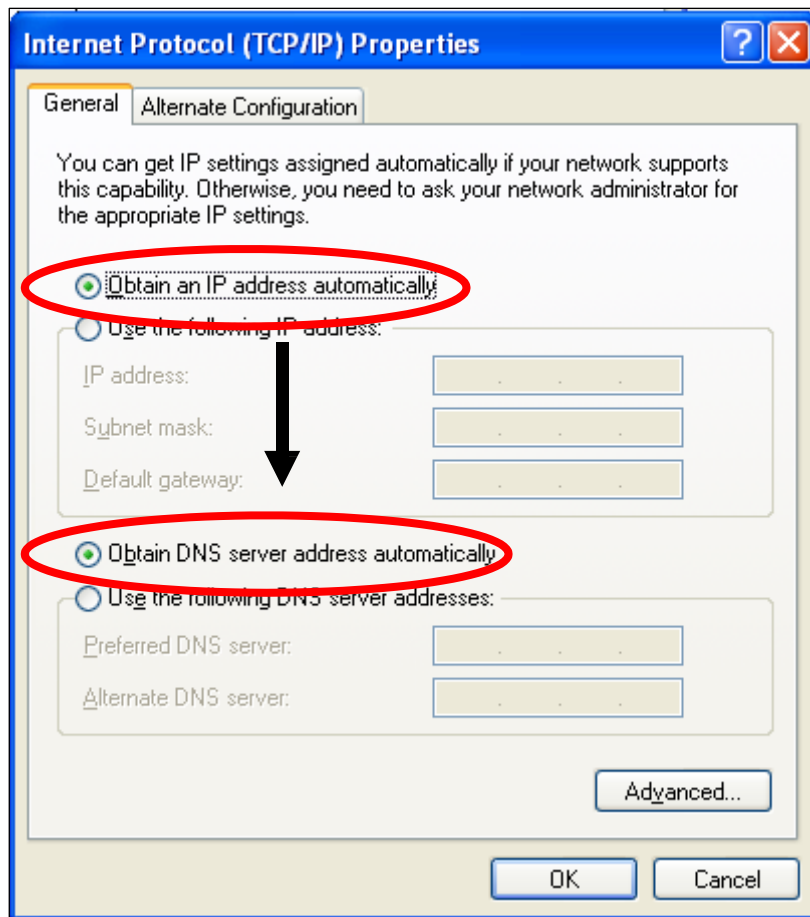 Internet Protocol (TCP/IP) Properties
General
Alternate Configuration
You can get IP settings assigned automatically if your network supports
this capability. Otherwise, you need to ask your network administrator for
the appropriate IP settings.
Obtain an IP address automatically
Use the following IP address:
IP address:
Subnet mask:
Default gateway:
Obtain DNS server address automatically
Use the following DNS server addresses:
Preferred DNS server:
Alternate DNS server:
Advanced...
OK
Cancel